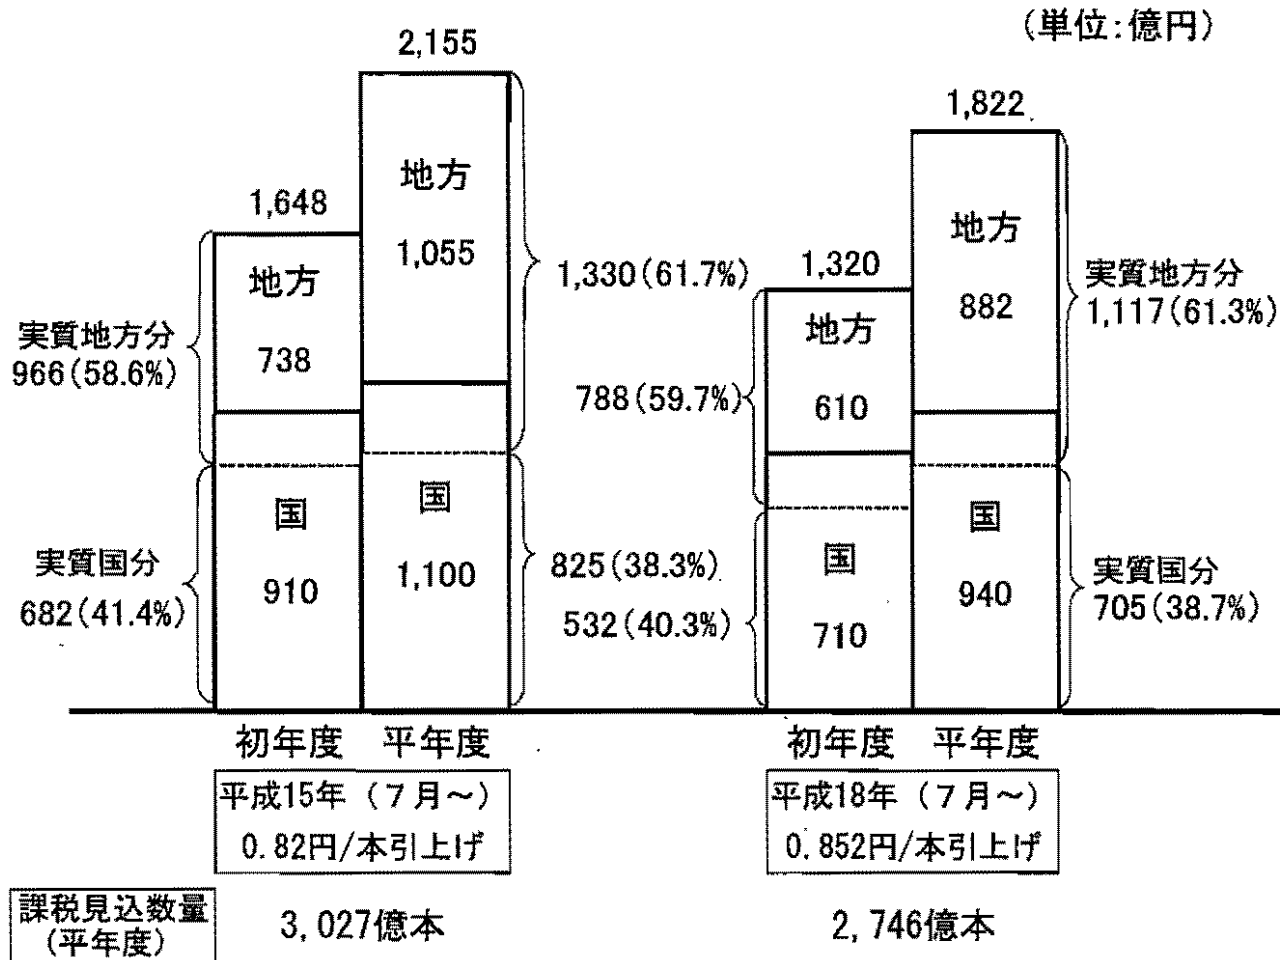 (単位:億円)
2,155
1,822
地方
1,055
1,648
地方
738
実質地方分
966(58.6%)
1,330(61.7%)
1,320
地方
610
地方
882
実質地方分
1,117(61.3%)
788(59.7%)
国
910
国
1,100
実質国分
682(41.4%)
825(38.3%)
532(40.3%)
国
710
国
940
実質国分
705(38.7%)
初年度 平年度
初年度 平年度
平成15年(7月~)
0.82円/本引上げ
平成18年(7月~)
0.852円/本引上げ
課税見込数量
(平年度)
3,027億本
2,746億本